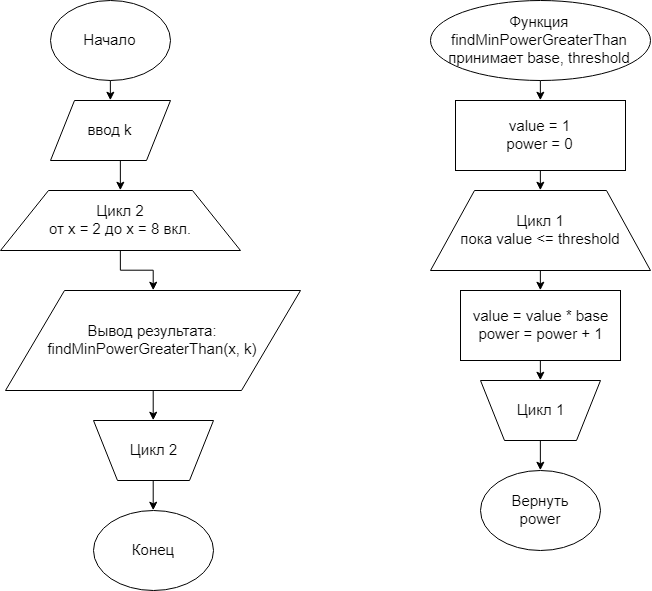 Начало
ввод k
Цикл 2
от x = 2 до x = 8 вкл.
Вывод результата:
findMinPowerGreaterThan(x, k)
Цикл 2
Конец
Функция
findMinPowerGreaterThan
принимает base, threshold
value = 1
power = 0
Цикл 1
пока value <= threshold
value = value * base
power = power + 1
Цикл 1
Вернуть
power